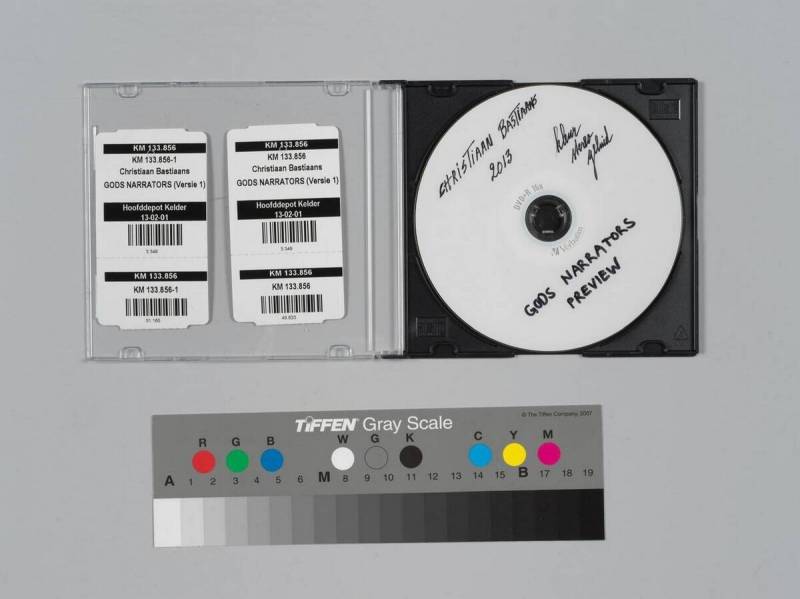 KM 133.856
KM 133.856-1
Christiaan Bastiaans
GODS NARRATORS (Versie 1)
Hoofddepot Kelder
13-02-01
KM 133.856
KM 133.856-1
KM 133.856
KM 133.856
Christiaan Bastiaans
GODS NARRATORS (Versie 1)
Hoofddepot Kelder
13-02-01
KM 133.856
KM 133.856
CHRISTIAAN BASTIAANS
2013
kleur
stereo
geluid
DVD+R 16x
Verbatim
GODS NARRATORS
PREVIEW
© The Tiffen Company, 2007
TIFFEN Gray Scale
R G B W G K C Y M
A 1 2 3 4 5 6 M 8 9 10 11 12 13 14 15 B 17 18 19